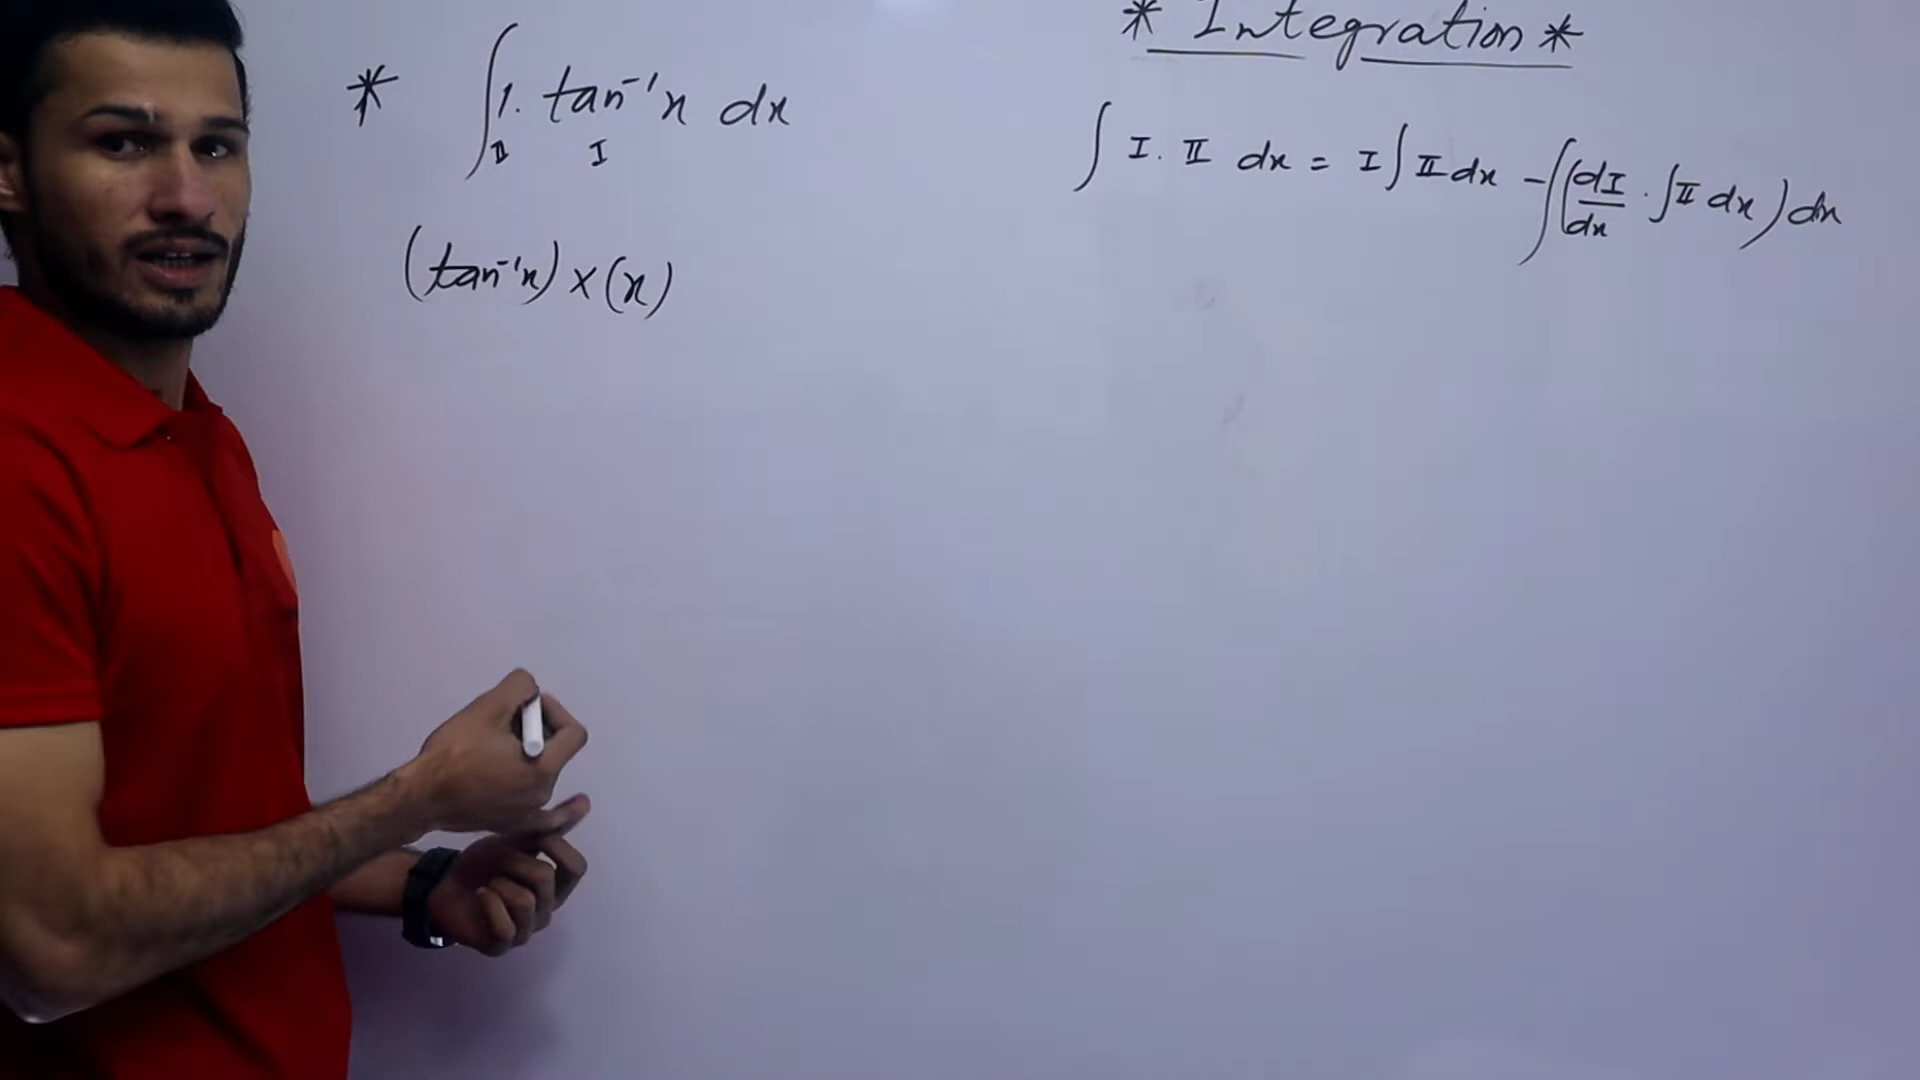 * Integration *
* ∫ 1. tan⁻¹x dx
II I
∫ I. II dx = I ∫ II dx - ∫ (dI/dx . ∫ II dx) dx
(tan⁻¹x) × (x)